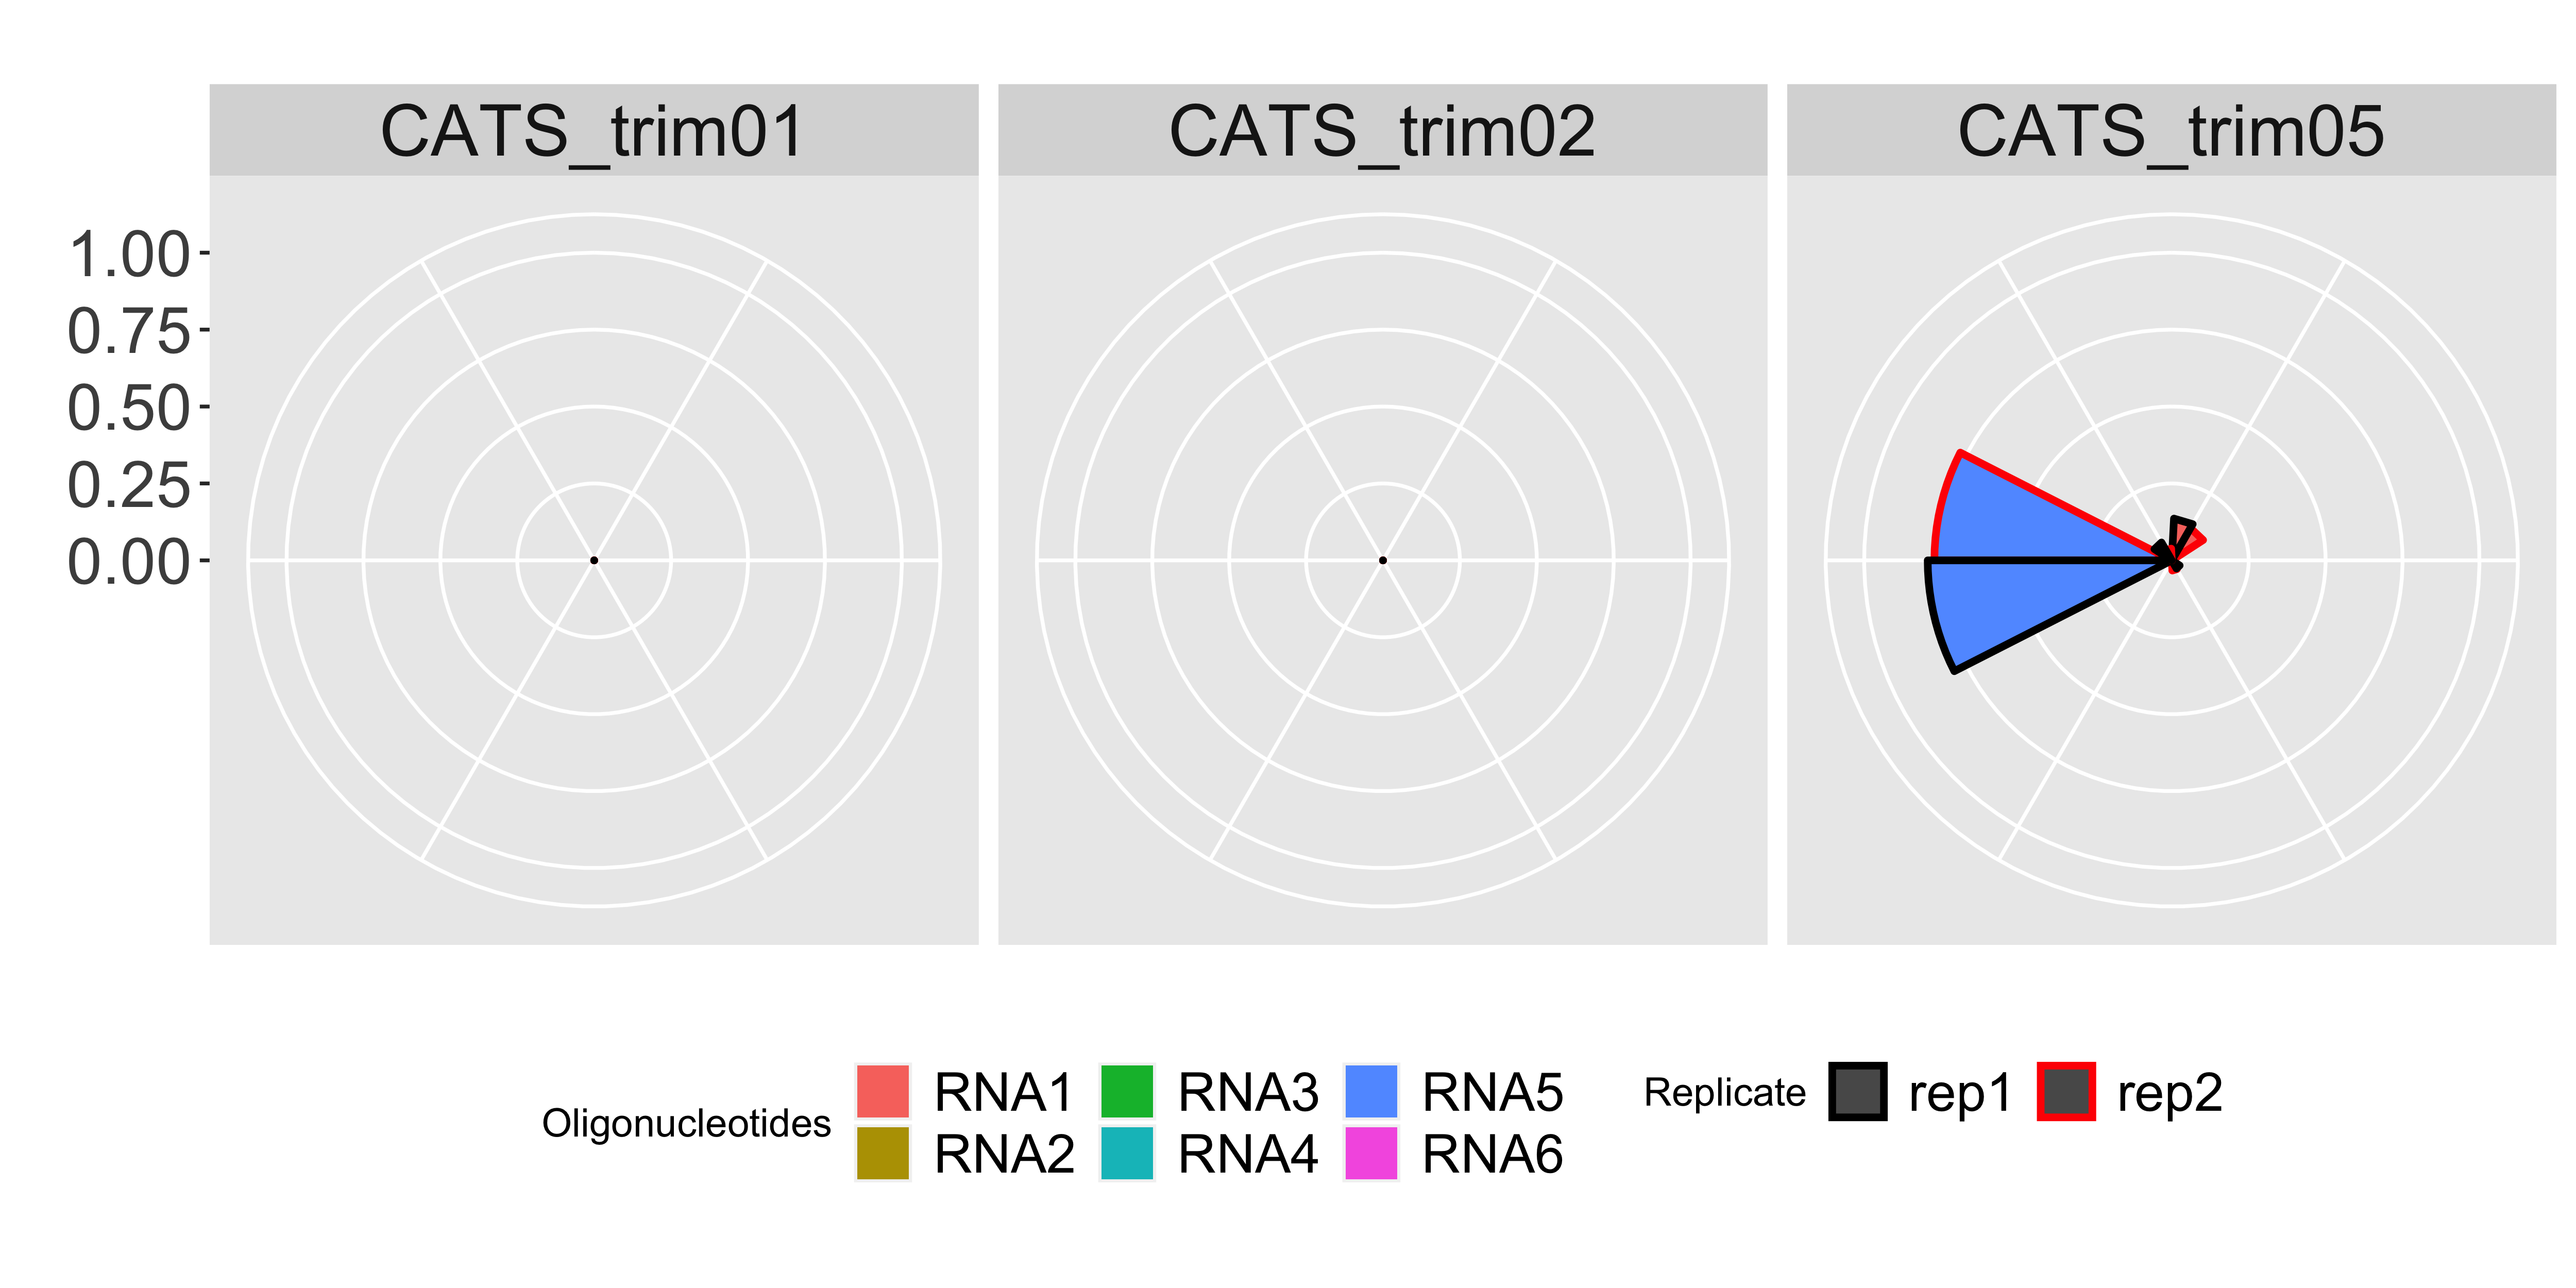 CATS_trim01 CATS_trim02 CATS_trim05
1.00
0.75
0.50
0.25
0.00
Oligonucleotides RNA1 RNA3 RNA5 Replicate rep1 rep2
RNA2 RNA4 RNA6